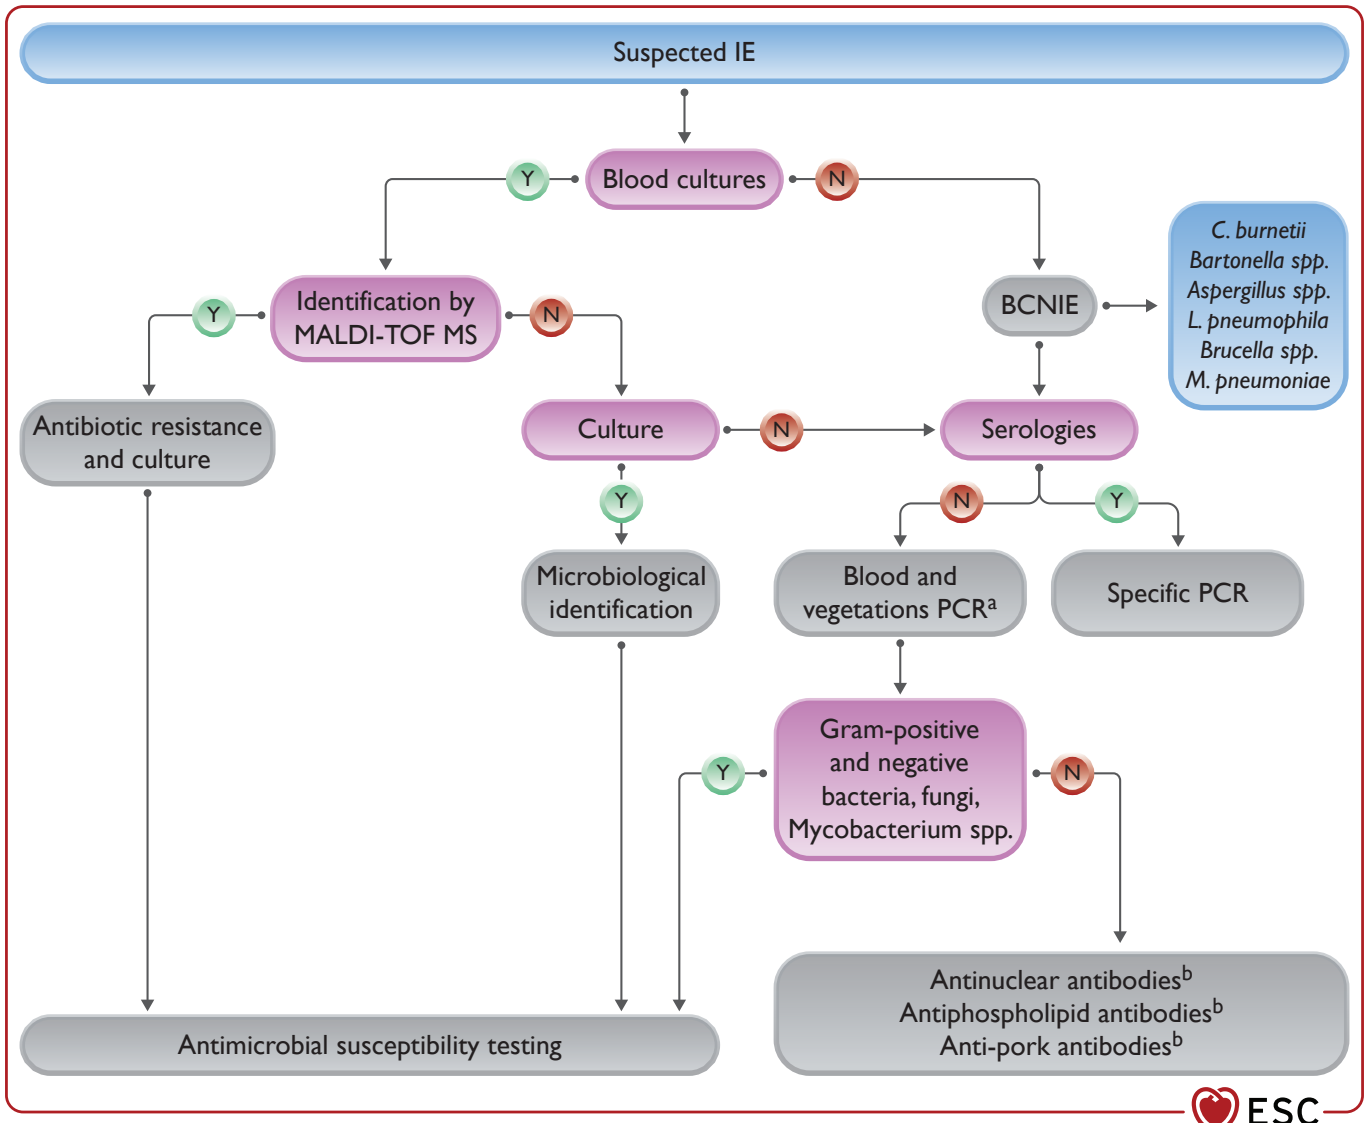 Suspected IE
Y
Blood cultures
N
C. burnetii
Bartonella spp.
Aspergillus spp.
L. pneumophila
Brucella spp.
M. pneumoniae
Y
Identification by
MALDI-TOF MS
N
BCNIE
Antibiotic resistance
and culture
Culture
N
Serologies
Y
N
Y
Microbiological
identification
Blood and
vegetations PCRᵃ
Specific PCR
Y
Gram-positive
and negative
bacteria, fungi,
Mycobacterium spp.
N
Antinuclear antibodiesᵇ
Antiphospholipid antibodiesᵇ
Anti-pork antibodiesᵇ
Antimicrobial susceptibility testing
ESC